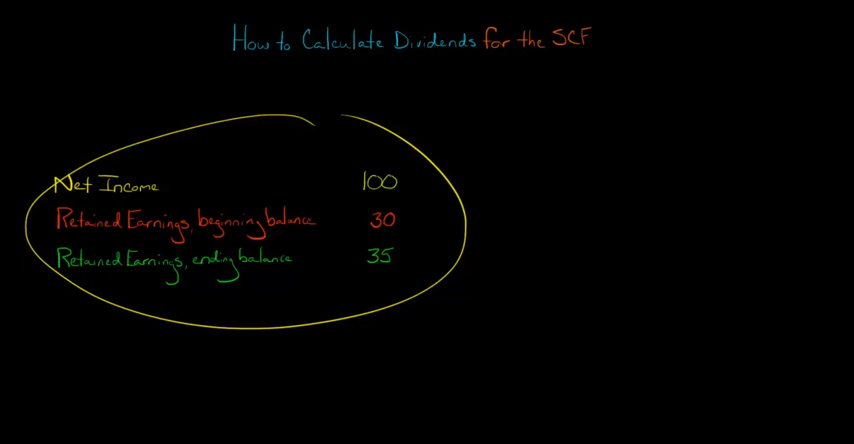 How to Calculate Dividends for the SCF
Net Income 100
Retained Earnings, beginning balance 30
Retained Earnings, ending balance 35